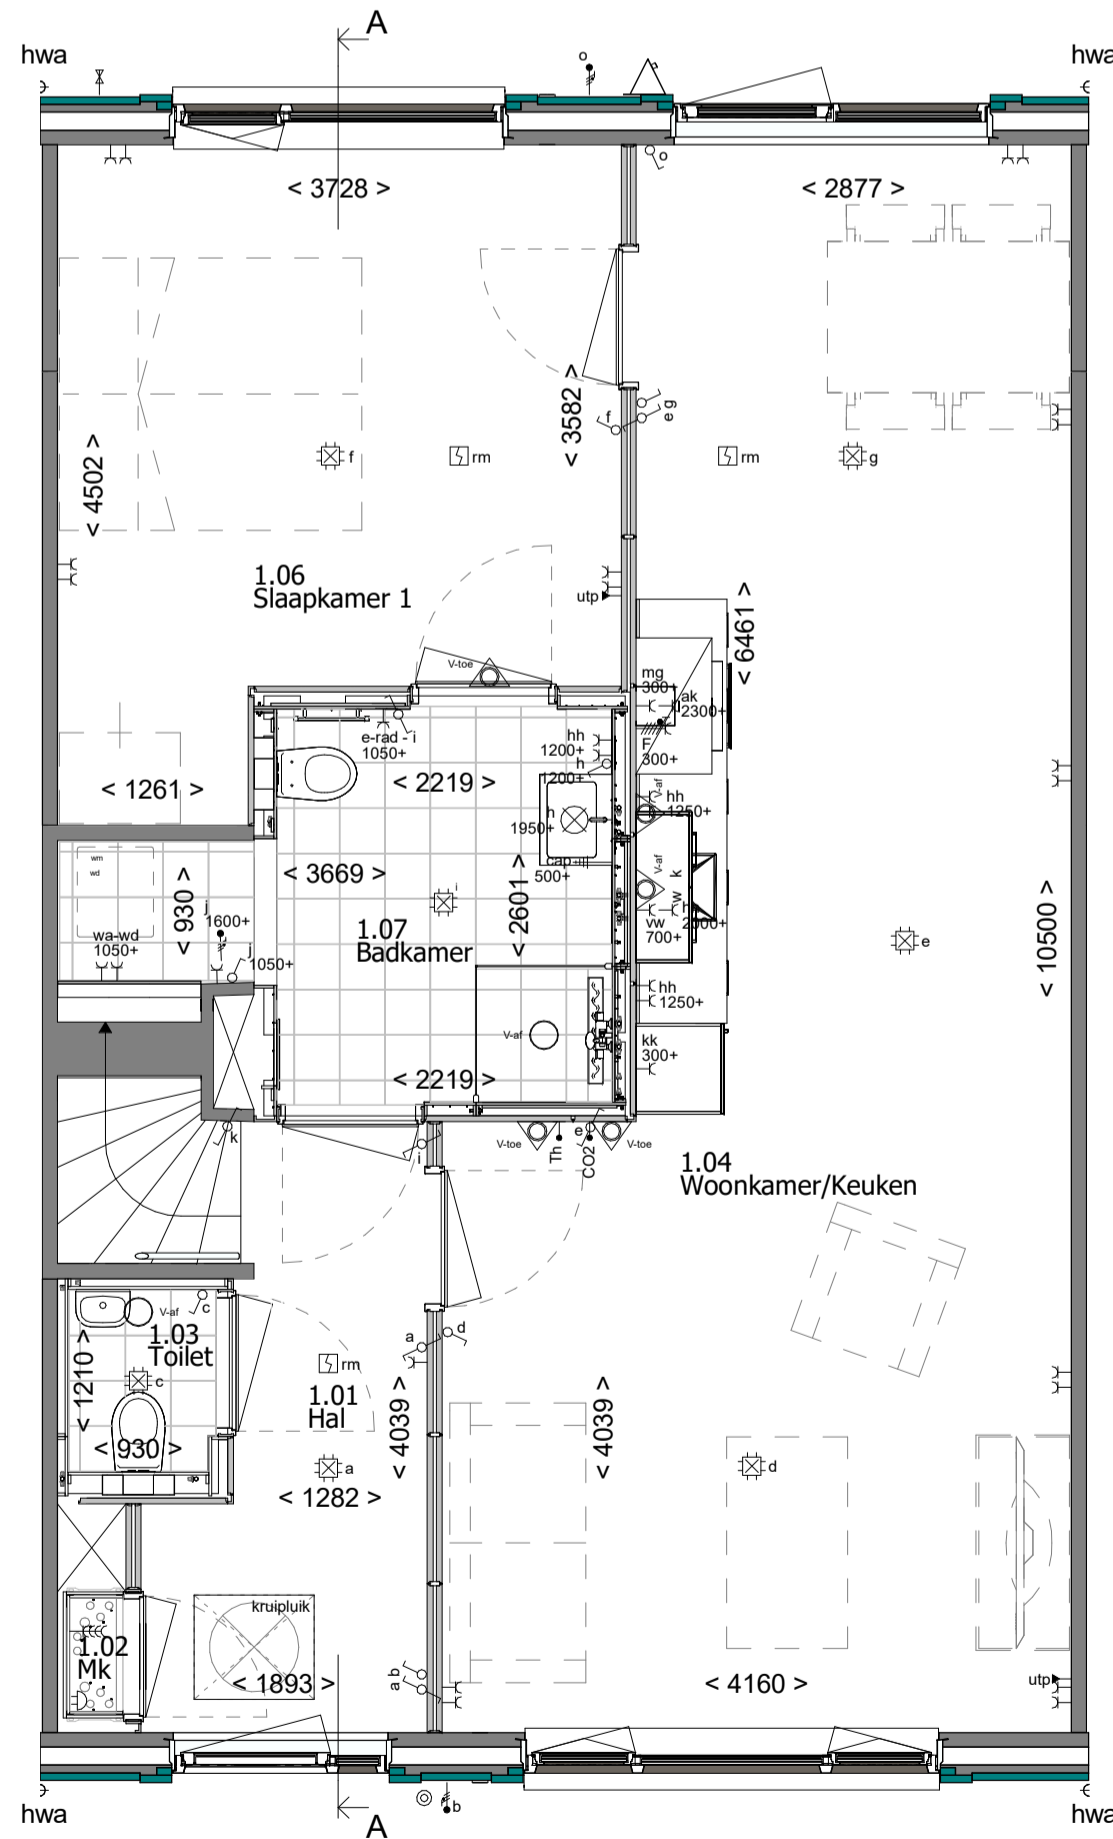 A
hwa
hwa
o
o
< 3728 >
< 2877 >
< 3582 >
f
e g
< 4502 >
f
rm
rm
g
1.06
Slaapkamer 1
utp
< 6461 >
V-toe
mg
300+
ak
2300+
F
300+
e-rad - i
1050+
hh
1200+
h
1200+
< 1261 >
< 2219 >
V-af
hh
1250+
h
1950+
cap
500+
wm
wd
< 3669 >
< 930 >
j
1600+
i
< 2601 >
V-af
w k
vw
700+
2000+
1.07
Badkamer
wa-wd
1050+
j
1050+
e
< 10500 >
hh
1250+
V-af
kk
300+
< 2219 >
k
i
V-toe
Th
e
CO2
V-toe
1.04
Woonkamer/Keuken
V-af
c
1.03
Toilet
< 1210 >
c
< 930 >
a
d
rm
1.01
Hal
< 4039 >
< 4039 >
a
< 1282 >
d
kruipluik
1.02
Mk
< 1893 >
a b
< 4160 >
utp
b
hwa
A
hwa